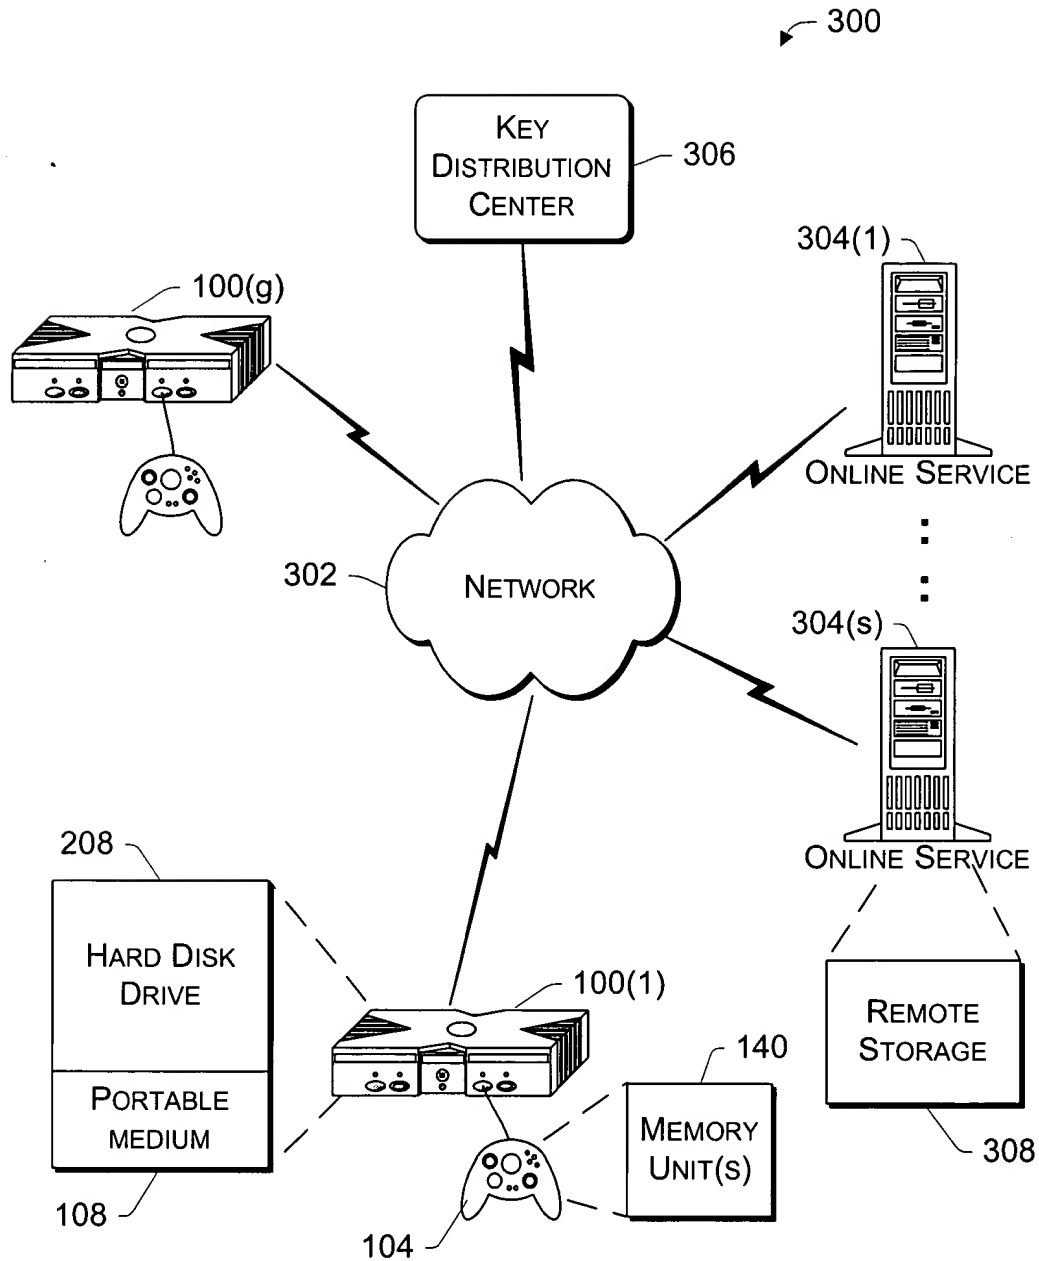 300
KEY
DISTRIBUTION
CENTER
306
304(1)
100(g)
ONLINE SERVICE
302
NETWORK
304(s)
ONLINE SERVICE
208
HARD DISK
DRIVE
PORTABLE
MEDIUM
108
100(1)
140
MEMORY
UNIT(S)
104
REMOTE
STORAGE
308